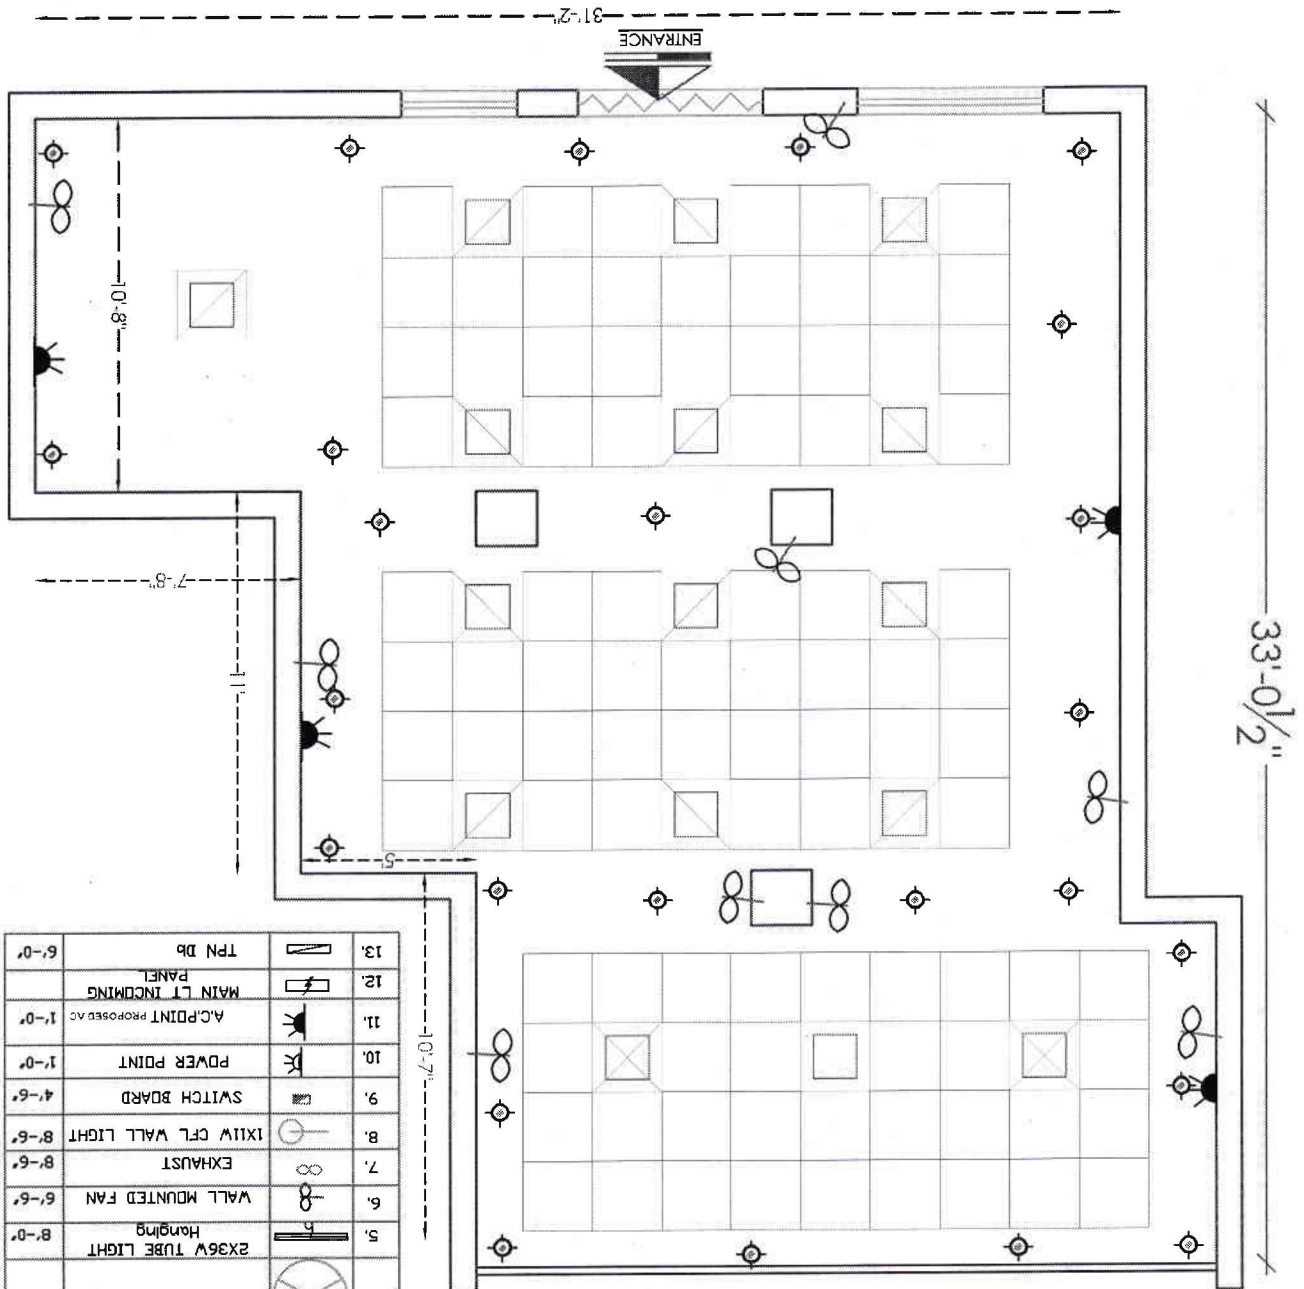 31'-2"
ENTRANCE
10'-8"
7'-8"
11'
5'
10'-7"
33'-0½"
5. 2X36W TUBE LIGHT 8'-0"
Hanging
6. WALL MOUNTED FAN 6'-6"
7. EXHAUST 8'-6"
8. 1X11W CFL WALL LIGHT 8'-6"
9. SWITCH BOARD 4'-6"
10. POWER POINT 1'-0"
11. A.C.POINT PROPOSED AC 1'-0"
12. MAIN LT INCOMING
PANEL
13. TPN Db 6'-0"